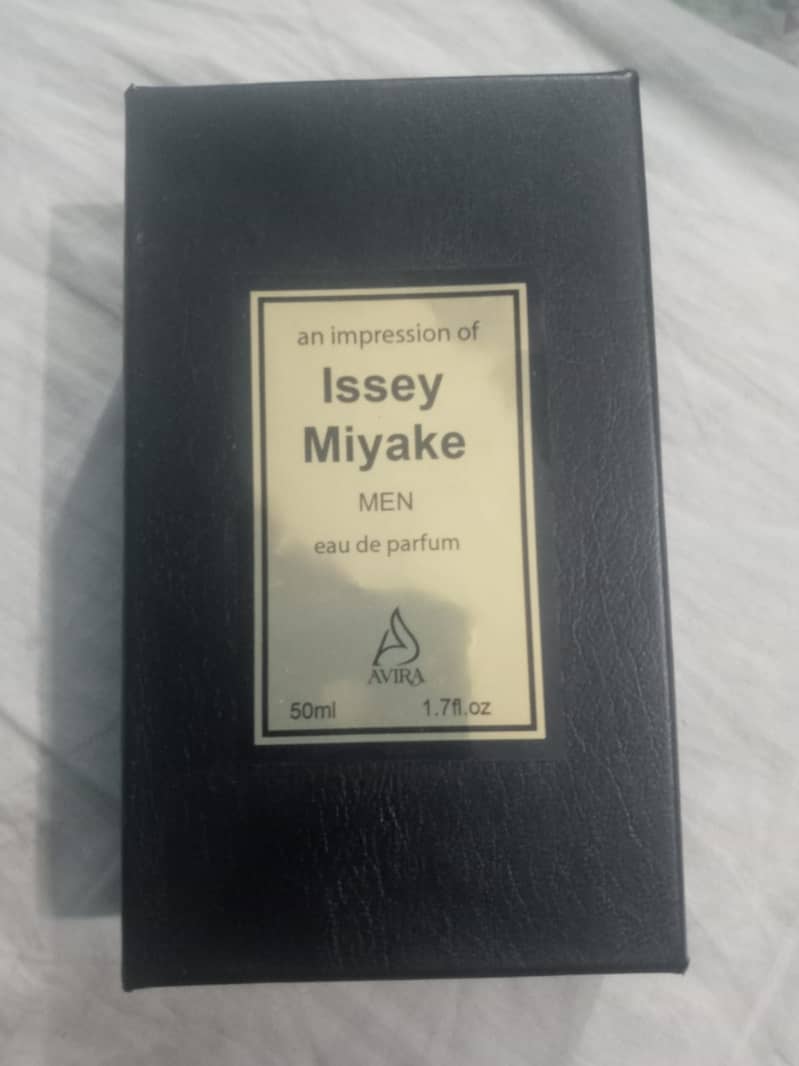 an impression of
Issey
Miyake
MEN
eau de parfum
AVIRA
50ml 1.7fl.oz